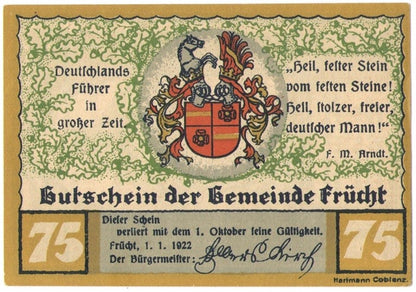 Deutschlands
Führer
in
großer Zeit.
„Heil, fester Stein
vom festen Steine!
Heil, stolzer, freier,
deutscher Mann!"
F. M. Arndt.
Gutschein der Gemeinde Frücht
75
Dieser Schein
verliert mit dem 1. Oktober seine Gültigkeit.
Frücht, 1. 1. 1922
Der Bürgermeister:
75
Hartmann Coblenz.